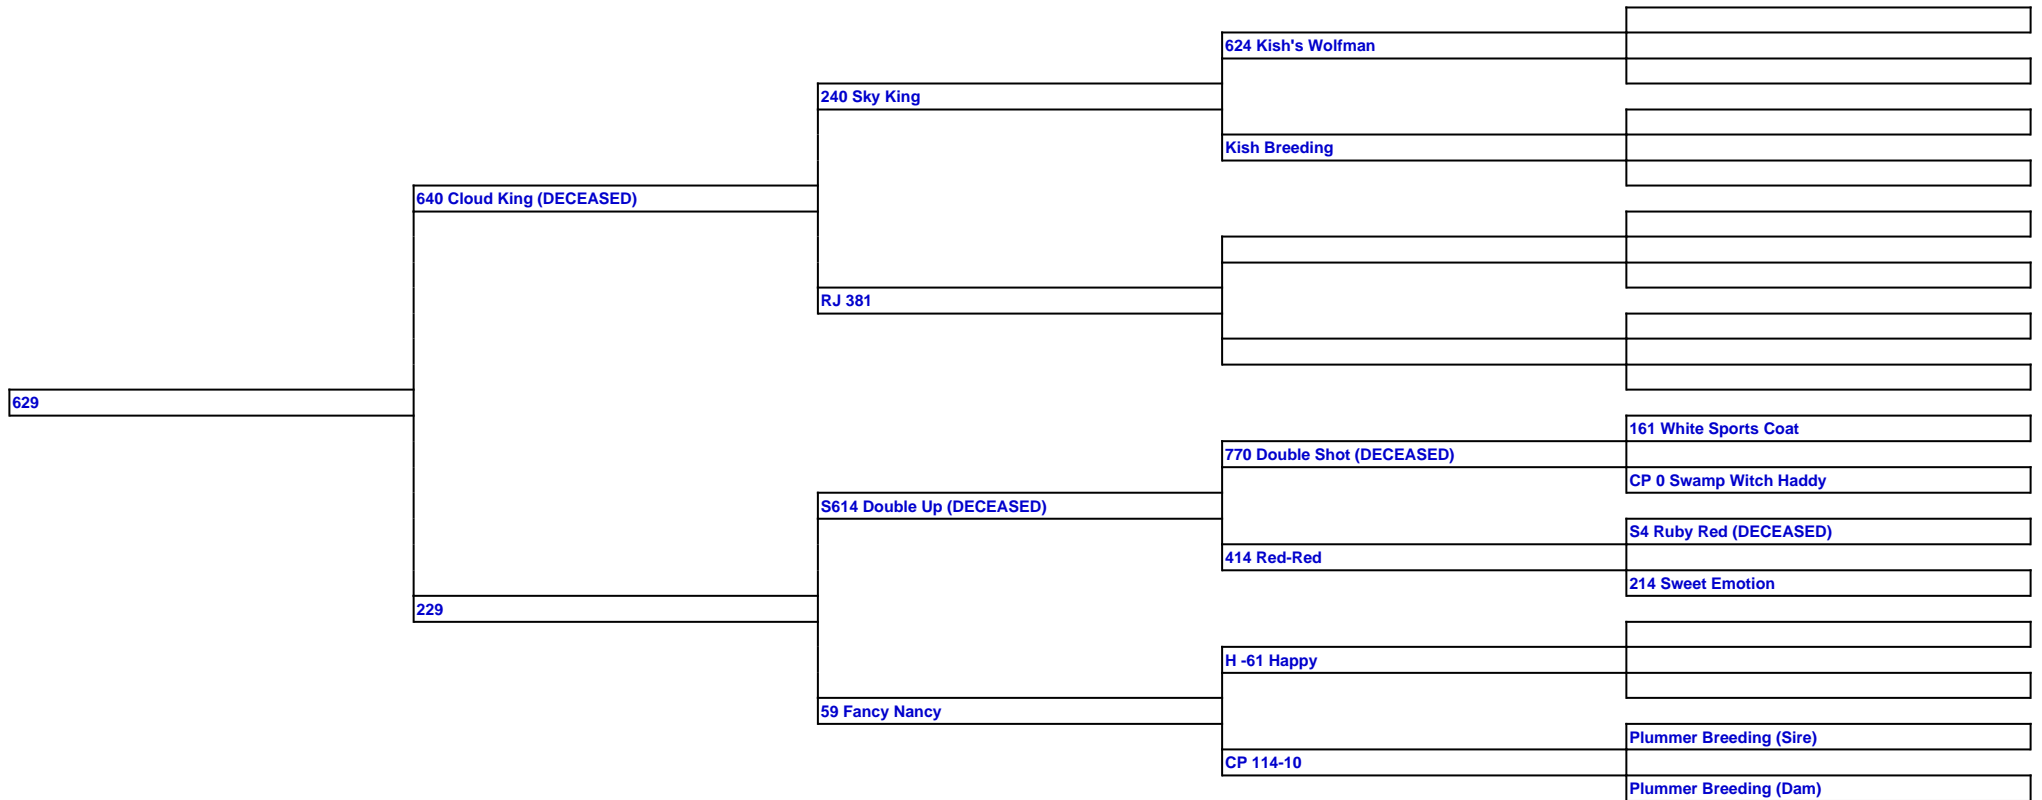 624 Kish's Wolfman
240 Sky King
Kish Breeding
640 Cloud King (DECEASED)
RJ 381
629
161 White Sports Coat
770 Double Shot (DECEASED)
CP 0 Swamp Witch Haddy
S614 Double Up (DECEASED)
S4 Ruby Red (DECEASED)
414 Red-Red
214 Sweet Emotion
229
H -61 Happy
59 Fancy Nancy
Plummer Breeding (Sire)
CP 114-10
Plummer Breeding (Dam)